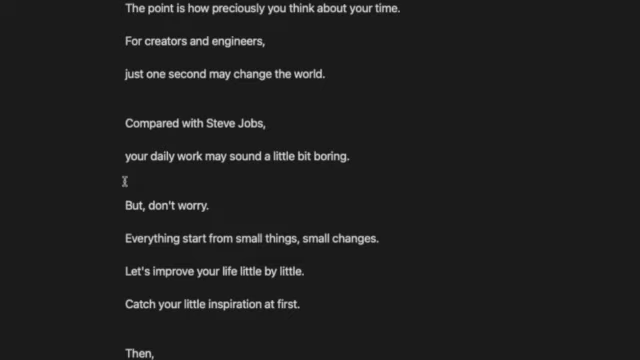 The point is how preciously you think about your time.
For creators and engineers,
just one second may change the world.
Compared with Steve Jobs,
your daily work may sound a little bit boring.
But, don't worry.
Everything start from small things, small changes.
Let's improve your life little by little.
Catch your little inspiration at first.
Then,